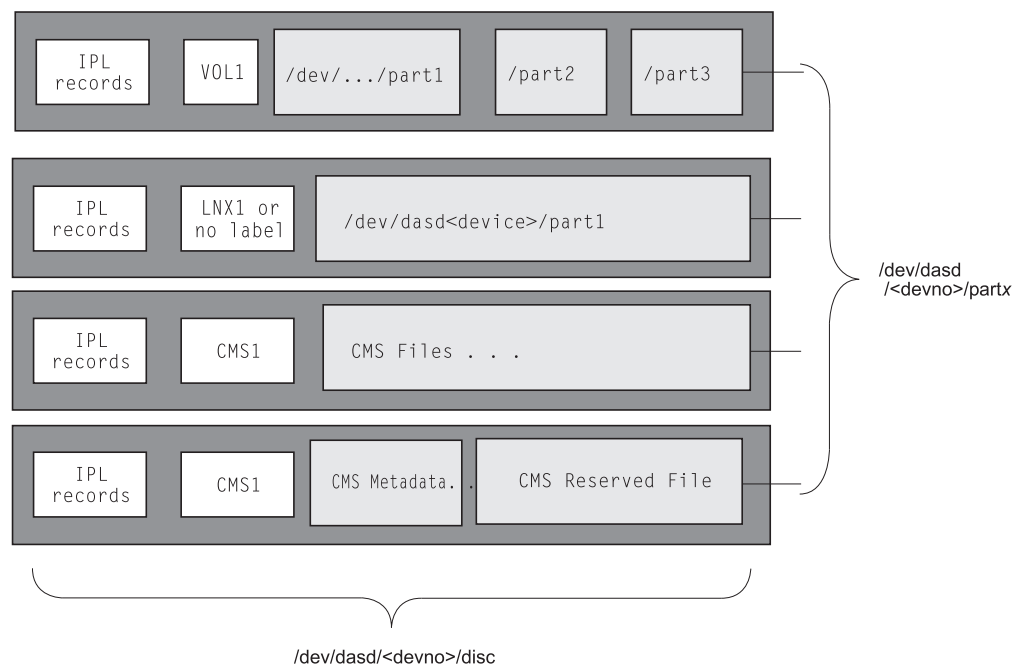 IPL
records
VOL1
/dev/.../part1
/part2
/part3
IPL
records
LNX1 or
no label
/dev/dasd<device>/part1
IPL
records
CMS1
CMS Files . . .
IPL
records
CMS1
CMS Metadata. .
CMS Reserved File
/dev/dasd
/<devno>/partx
/dev/dasd/<devno>/disc